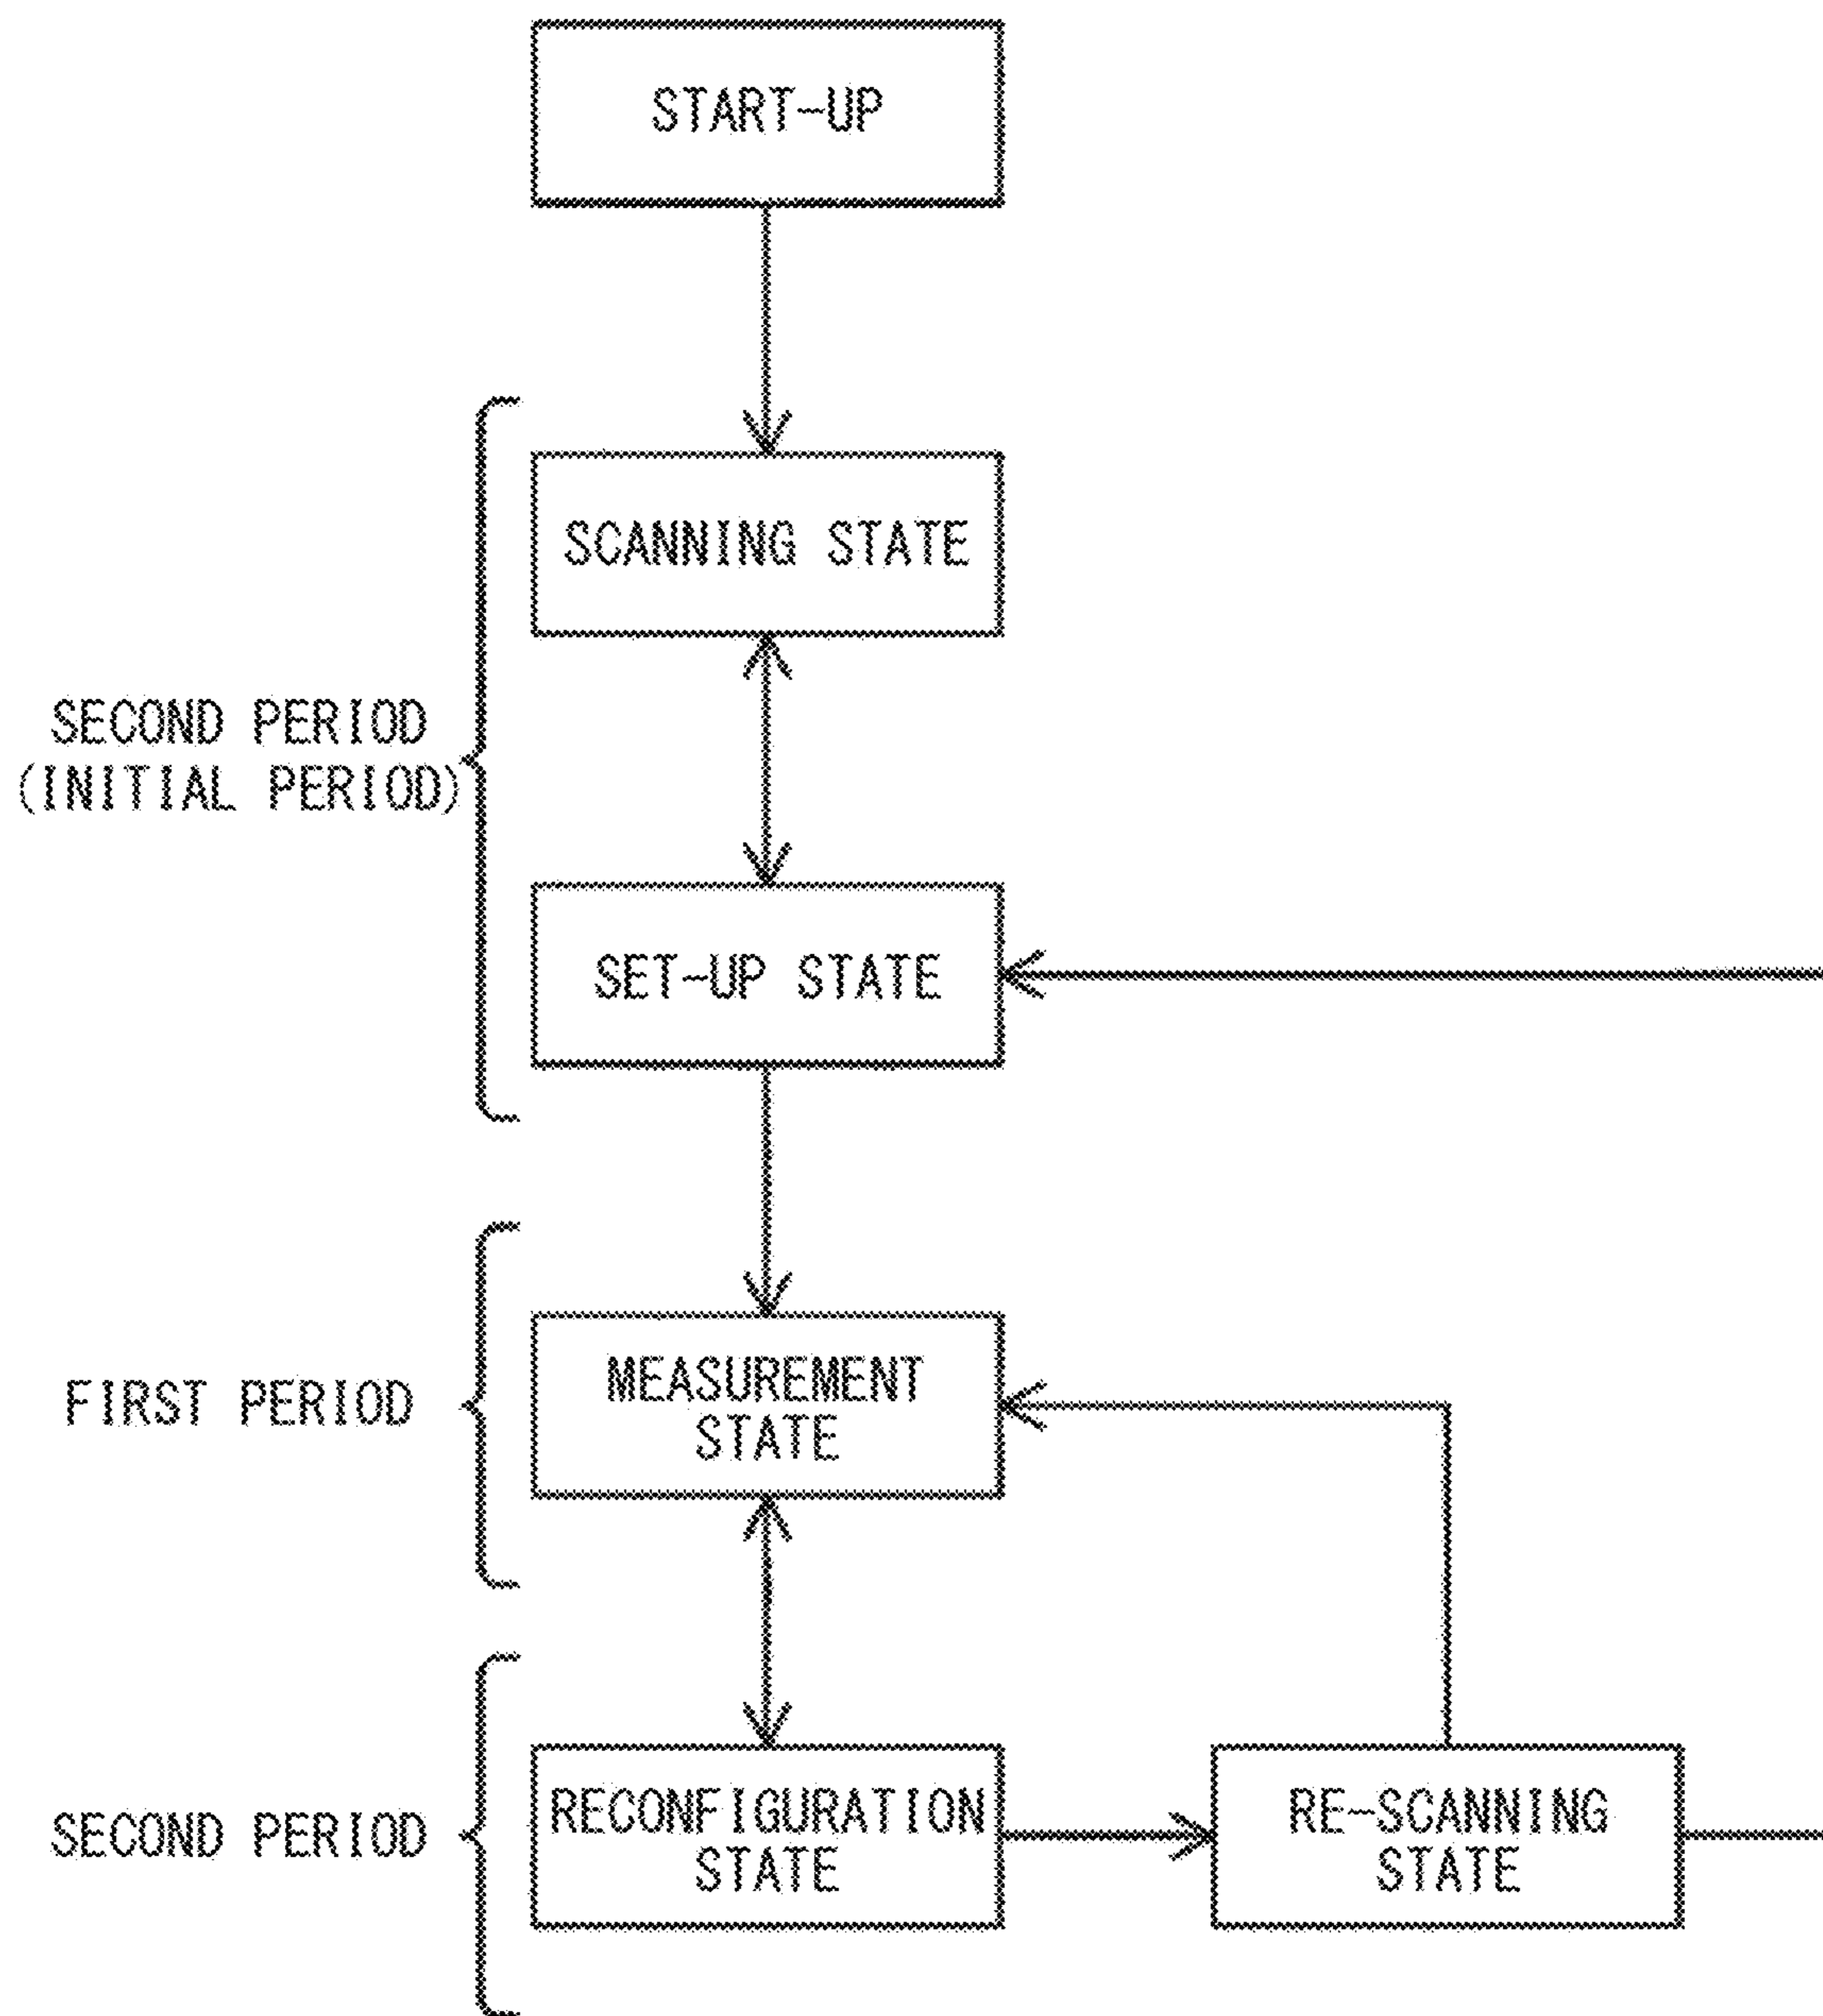 START-UP
SCANNING STATE
SECOND PERIOD
(INITIAL PERIOD)
SET-UP STATE
FIRST PERIOD
MEASUREMENT
STATE
SECOND PERIOD
RECONFIGURATION
STATE
RE-SCANNING
STATE